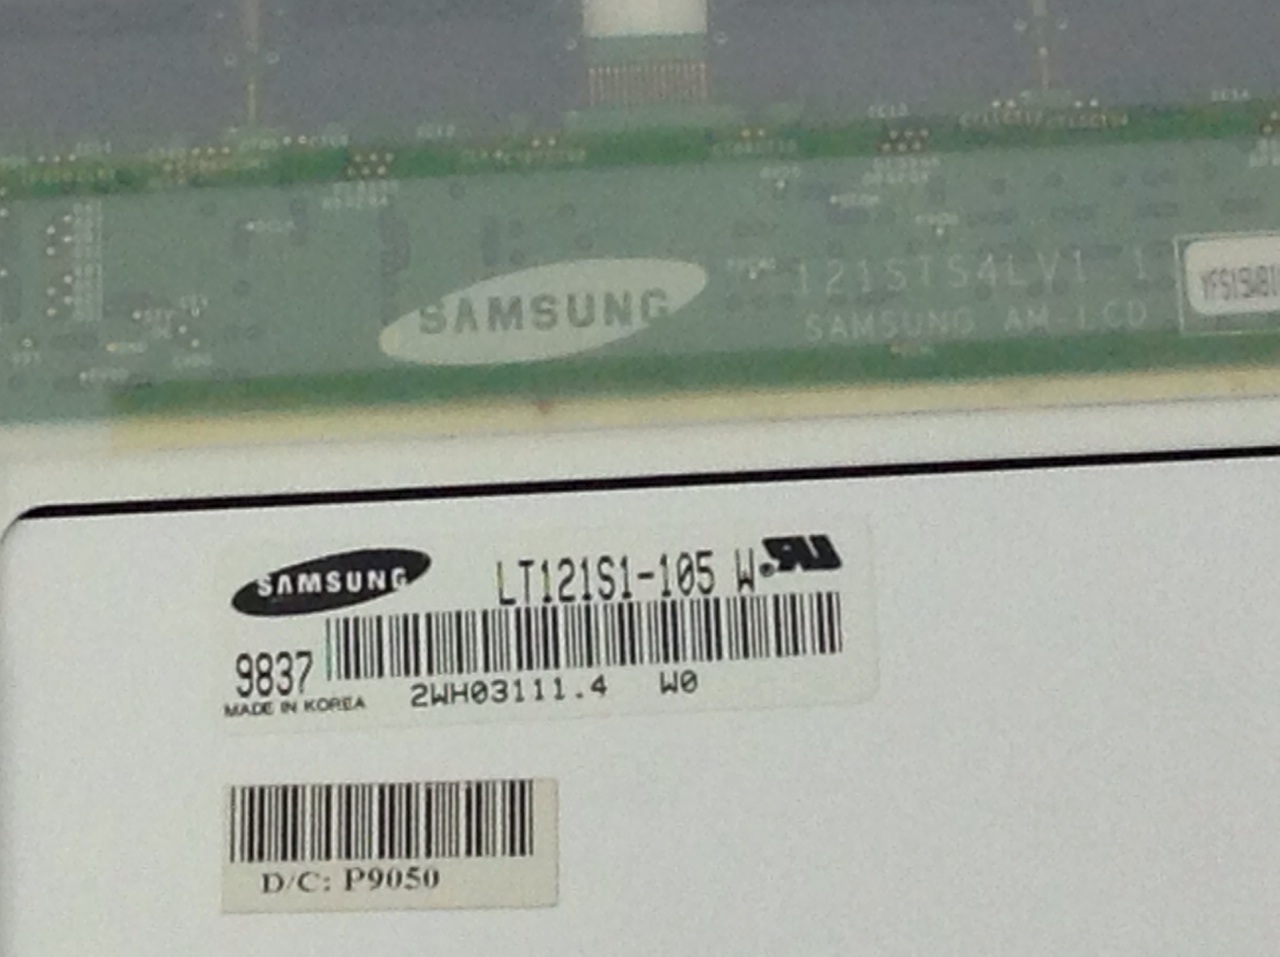 SAMSUNG
121STS4LV1
SAMSUNG AM-LCD
SAMSUNG
LT121S1-105 W
9837
MADE IN KOREA
2WH03111.4 W0
D/C: P9050